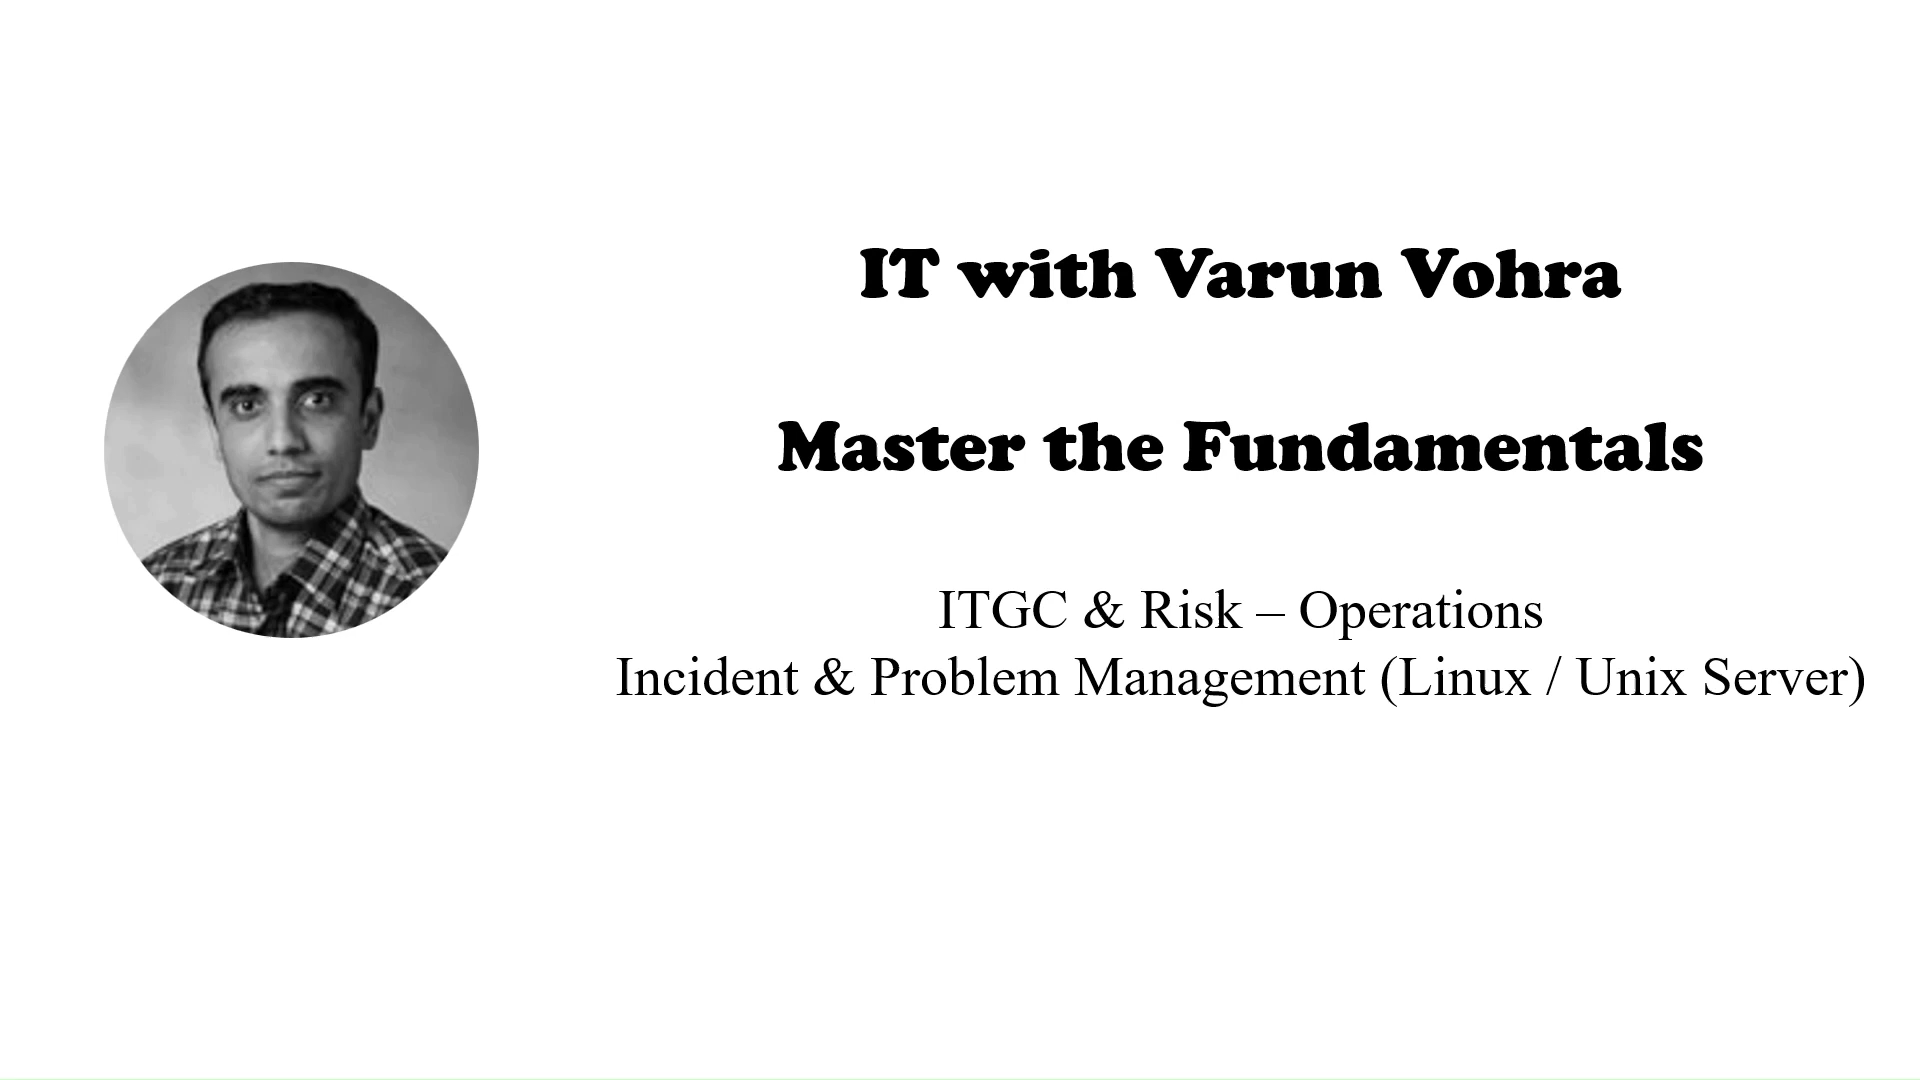 IT with Varun Vohra
Master the Fundamentals
ITGC & Risk – Operations
Incident & Problem Management (Linux / Unix Server)